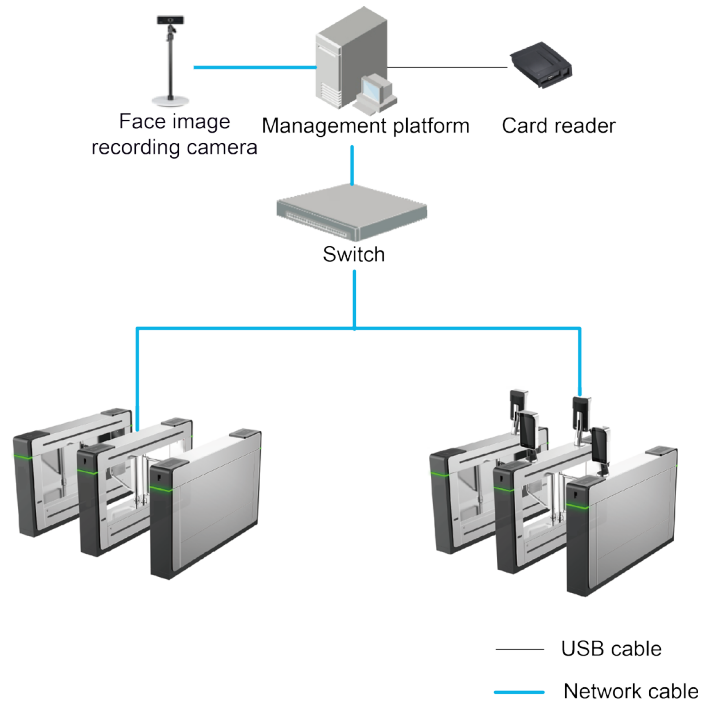 Face image
recording camera
Management platform
Card reader
Switch
USB cable
Network cable